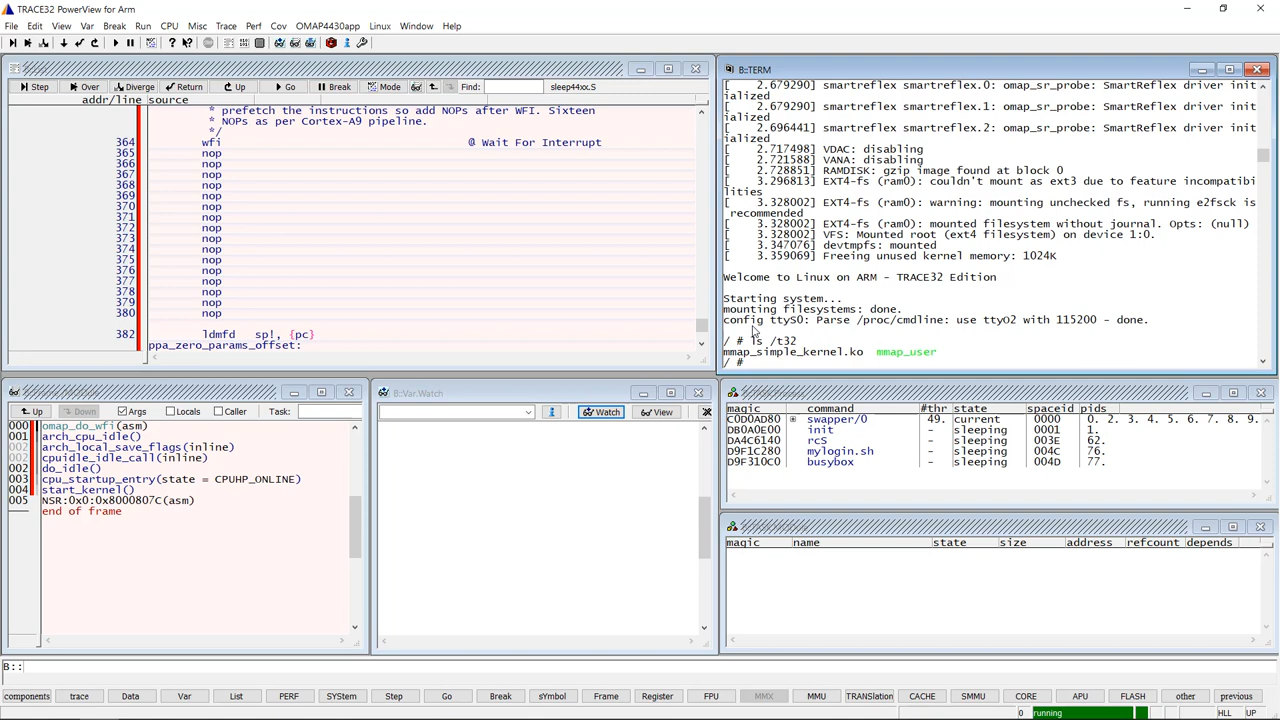 TRACE32 PowerView for Arm
File Edit View Var Break Run CPU Misc Trace Perf Cov OMAP4430app Linux Window Help
Step Over Diverge Return Up Go Break Mode Find: sleep44xx.S
addr/line source
* prefetch the instructions so add NOPs after WFI. Sixteen
* NOPs as per Cortex-A9 pipeline.
*/
364 wfi @ Wait For Interrupt
365 nop
366 nop
367 nop
368 nop
369 nop
370 nop
371 nop
372 nop
373 nop
374 nop
375 nop
376 nop
377 nop
378 nop
379 nop
380 nop
382 ldmfd sp!, {pc}
ppa_zero_params_offset:
B::TERM
[ 2.679290] smartreflex smartreflex.0: omap_sr_probe: SmartReflex driver init
ialized
[ 2.679290] smartreflex smartreflex.1: omap_sr_probe: SmartReflex driver init
ialized
[ 2.696441] smartreflex smartreflex.2: omap_sr_probe: SmartReflex driver init
ialized
[ 2.717498] VDAC: disabling
[ 2.721588] VANA: disabling
[ 2.728851] RAMDISK: gzip image found at block 0
[ 3.296813] EXT4-fs (ram0): couldn't mount as ext3 due to feature incompatibi
lities
[ 3.328002] EXT4-fs (ram0): warning: mounting unchecked fs, running e2fsck is
recommended
[ 3.328002] EXT4-fs (ram0): mounted filesystem without journal. Opts: (null)
[ 3.328002] VFS: Mounted root (ext4 filesystem) on device 1:0.
[ 3.347076] devtmpfs: mounted
[ 3.359069] Freeing unused kernel memory: 1024K
Welcome to Linux on ARM - TRACE32 Edition
Starting system...
mounting filesystems: done.
config ttyS0: Parse /proc/cmdline: use ttyO2 with 115200 - done.
/ # ls /t32
mmap_simple_kernel.ko mmap_user
/ #
Up Down Args Locals Caller Task:
000 omap_do_wfi(asm)
001 arch_cpu_idle()
002 arch_local_save_flags(inline)
002 cpuidle_idle_call(inline)
002 do_idle()
003 cpu_startup_entry(state = CPUHP_ONLINE)
004 start_kernel()
005 NSR:0x0:0x8000807C(asm)
end of frame
B::Var.Watch
Watch View
magic command #thr state spaceid pids
C0D0AD80 swapper/0 49. current 0000 0. 2. 3. 4. 5. 6. 7. 8. 9.
DB0A0E00 init - sleeping 0001 1.
DA4C6140 rcS - sleeping 003E 62.
D9F1C280 mylogin.sh - sleeping 004C 76.
D9F310C0 busybox - sleeping 004D 77.
magic name state size address refcount depends
B::
components trace Data Var List PERF SYStem Step Go Break sYmbol Frame Register FPU MMX MMU TRANSlation CACHE SMMU CORE APU FLASH other previous
0 running HLL UP